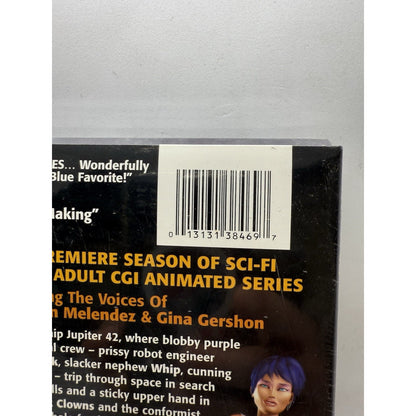 ES... Wonderfully
Blue Favorite!"
Making"
0 13131 38469 7
REMIERE SEASON OF SCI-FI
ADULT CGI ANIMATED SERIES
ng The Voices Of
n Melendez & Gina Gershon
hip Jupiter 42, where blobby purple
al crew – prissy robot engineer
k, slacker nephew Whip, cunning
– trip through space in search
lls and a sticky upper hand in
Clowns and the conformist